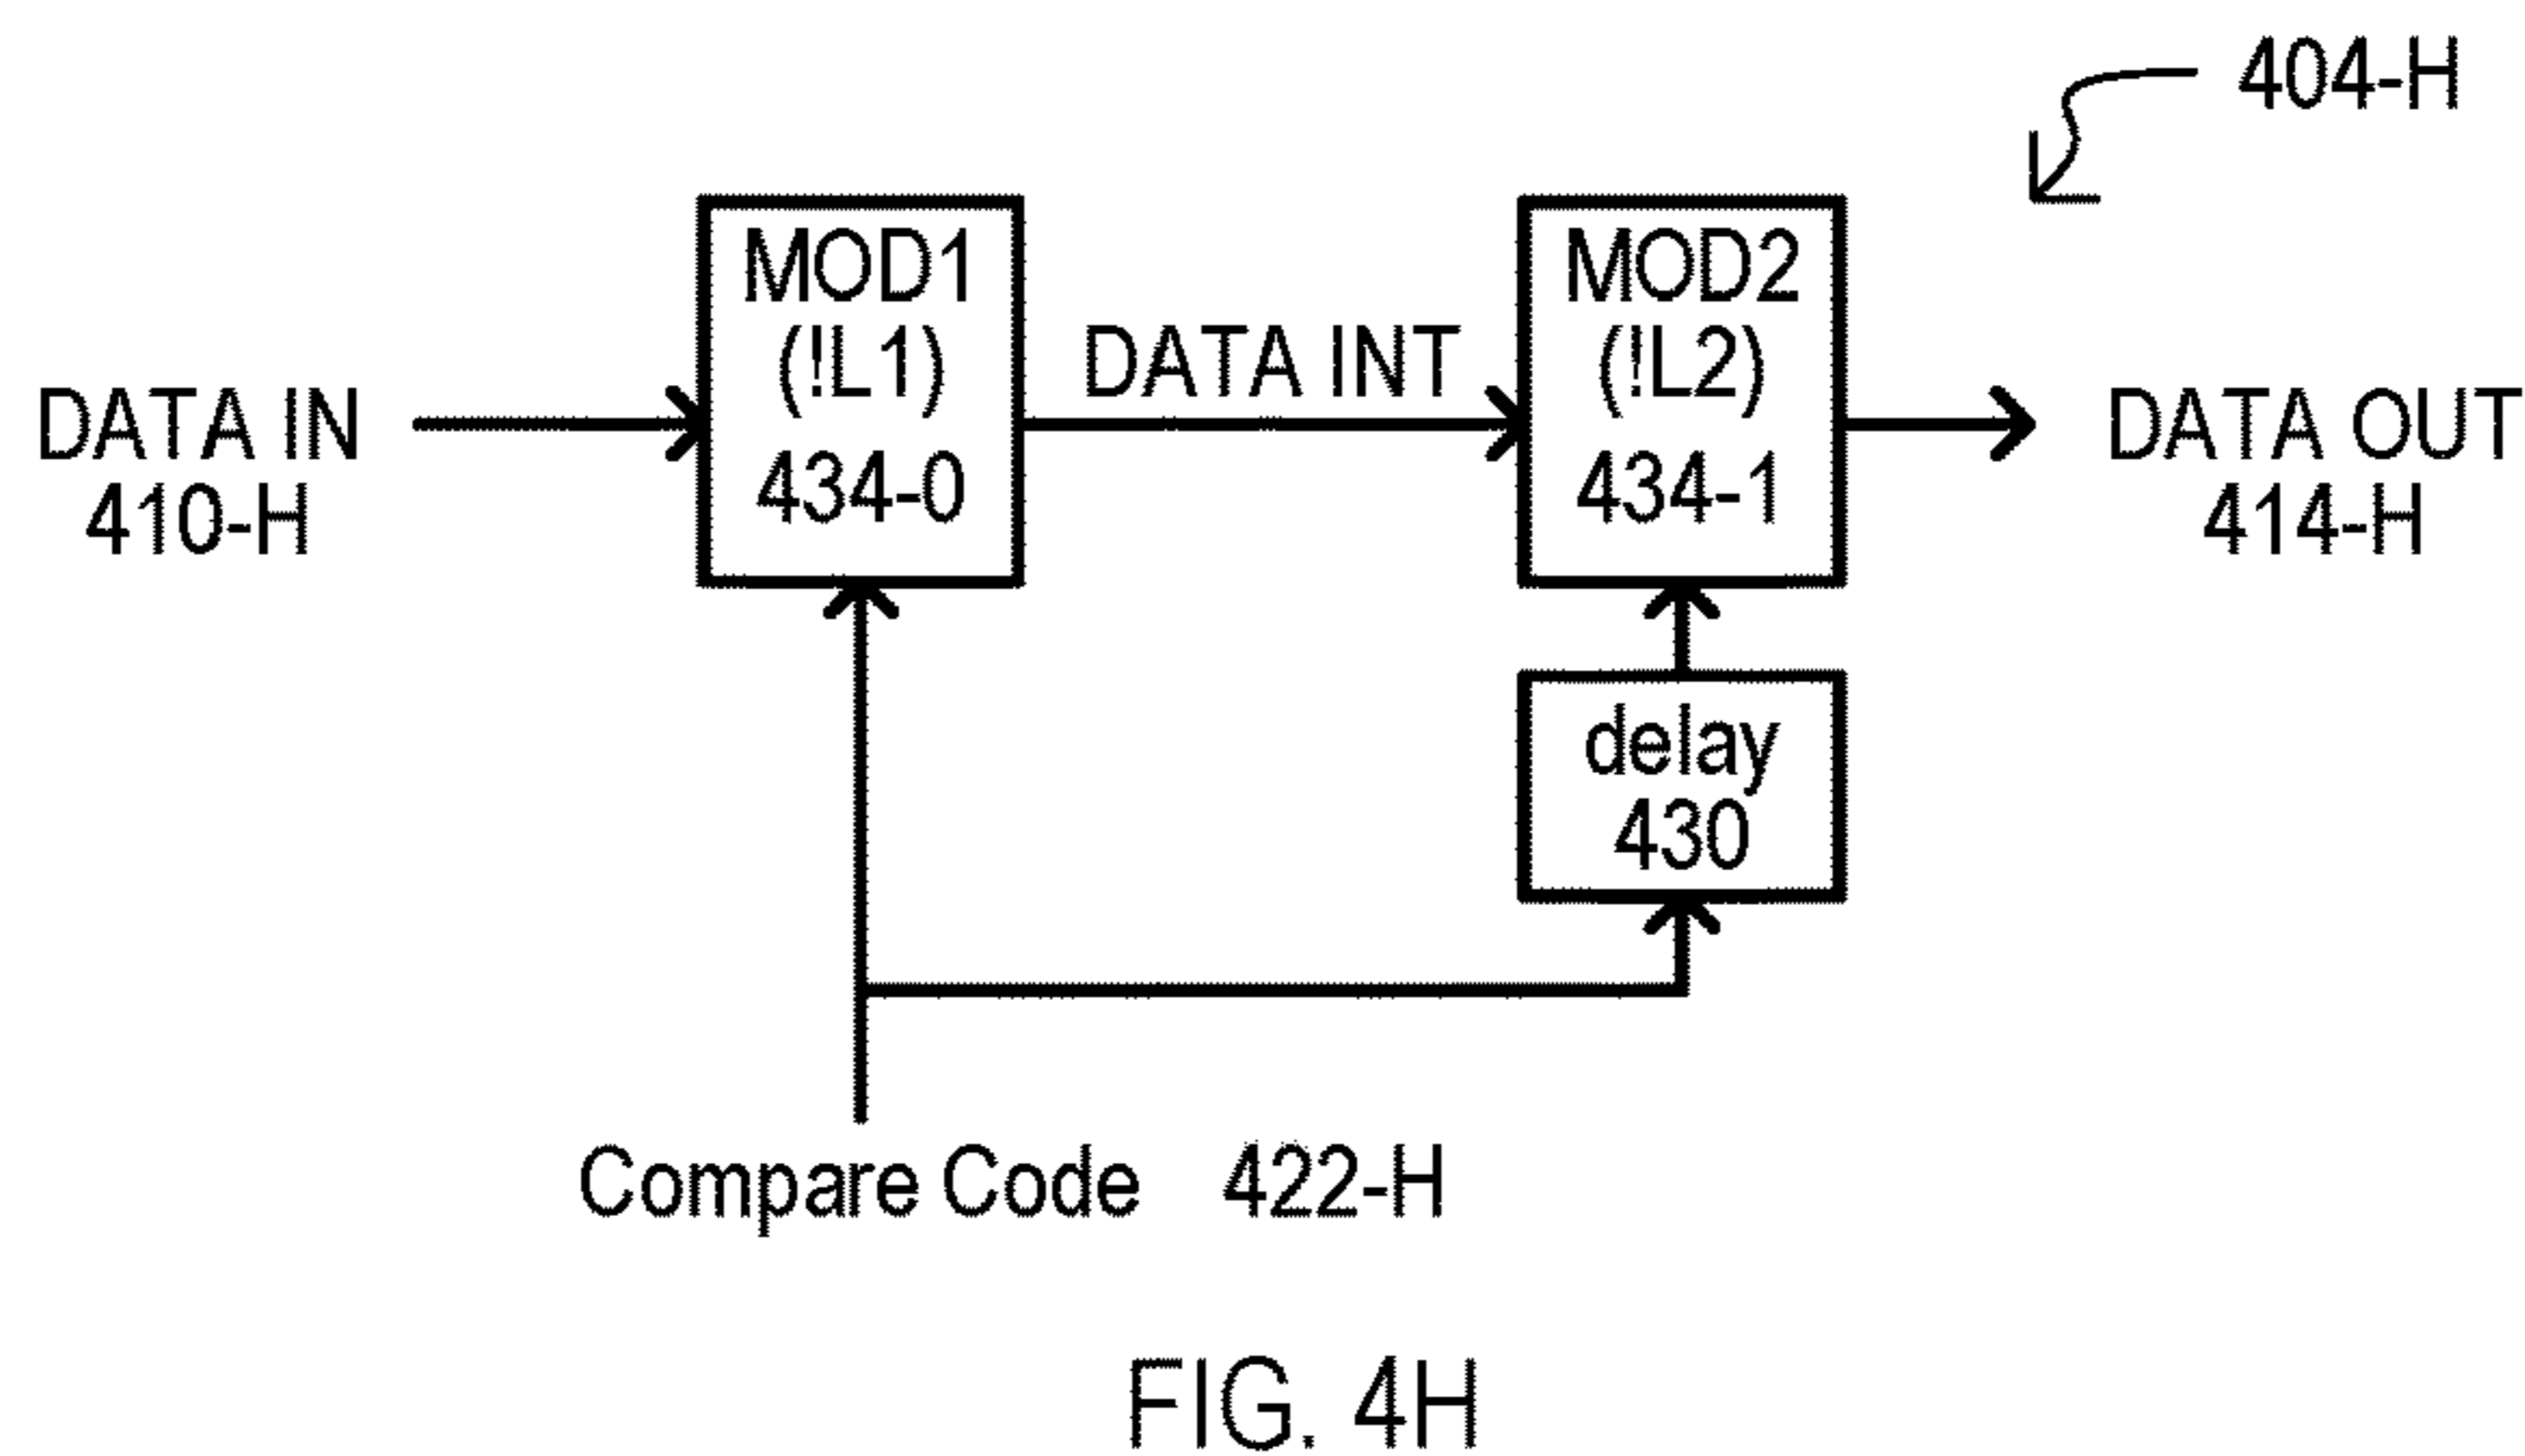 404-H
MOD1
(!L1)
434-0
MOD2
(!L2)
434-1
DATA INT
DATA IN
410-H
DATA OUT
414-H
delay
430
Compare Code 422-H
FIG. 4H